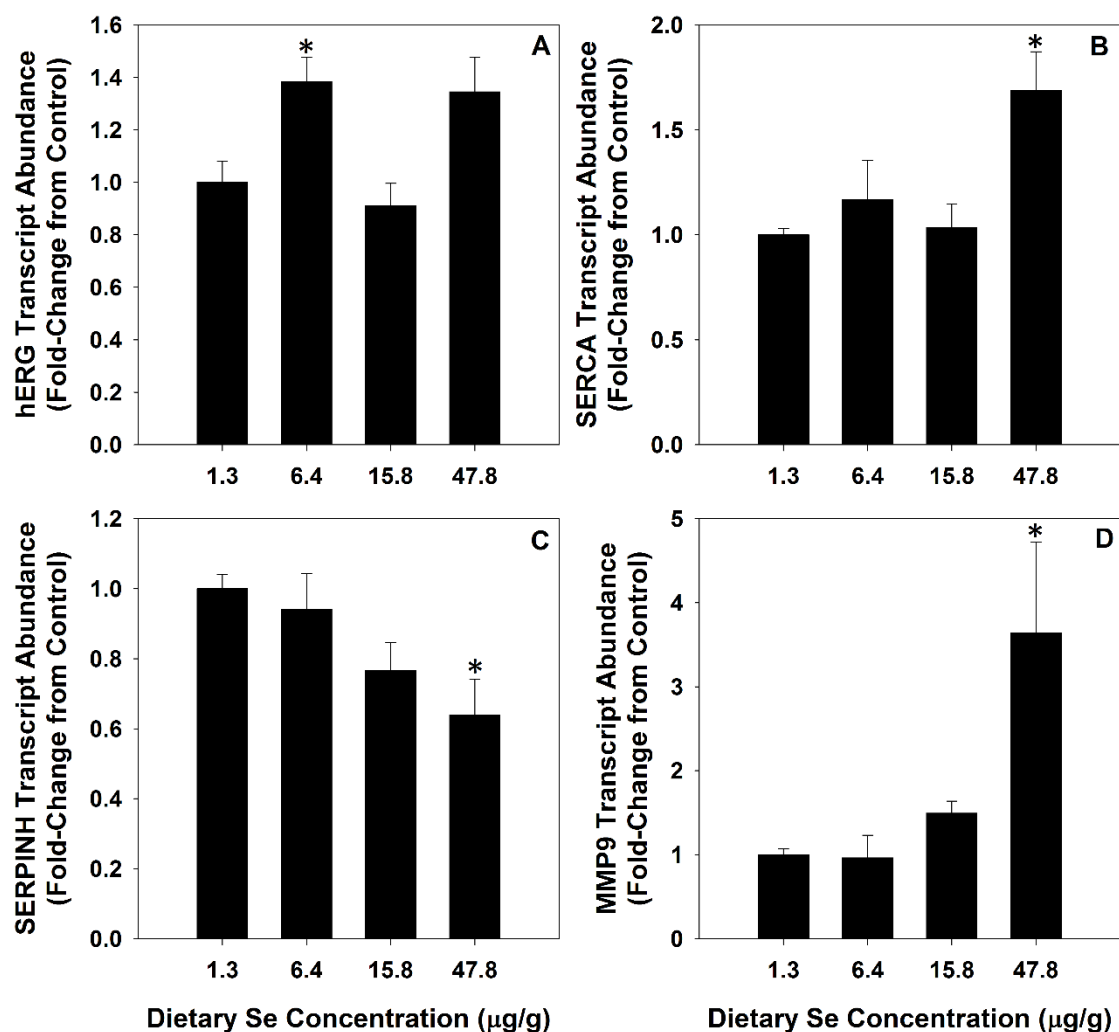 hERG Transcript Abundance
(Fold-Change from Control)
1.6
1.4
1.2
1.0
0.8
0.6
0.4
0.2
0.0
*
A
1.3 6.4 15.8 47.8
SERCA Transcript Abundance
(Fold-Change from Control)
2.0
1.5
1.0
0.5
0.0
*
B
1.3 6.4 15.8 47.8
SERPINH Transcript Abundance
(Fold-Change from Control)
1.2
1.0
0.8
0.6
0.4
0.2
0.0
C
*
1.3 6.4 15.8 47.8
Dietary Se Concentration (μg/g)
MMP9 Transcript Abundance
(Fold-Change from Control)
5
4
3
2
1
0
*
D
1.3 6.4 15.8 47.8
Dietary Se Concentration (μg/g)